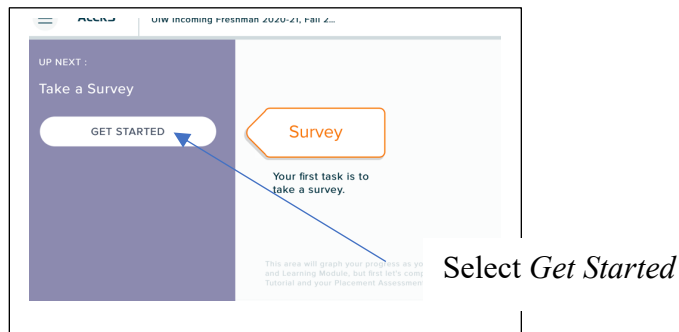 ALEKS
UIW Incoming Freshman 2020-21, Fall 2...
UP NEXT :
Take a Survey
GET STARTED
Survey
Your first task is to
take a survey.
This area will graph your progress as yo
and Learning Module, but first let's comp
Tutorial and your Placement Assessment
Select Get Started